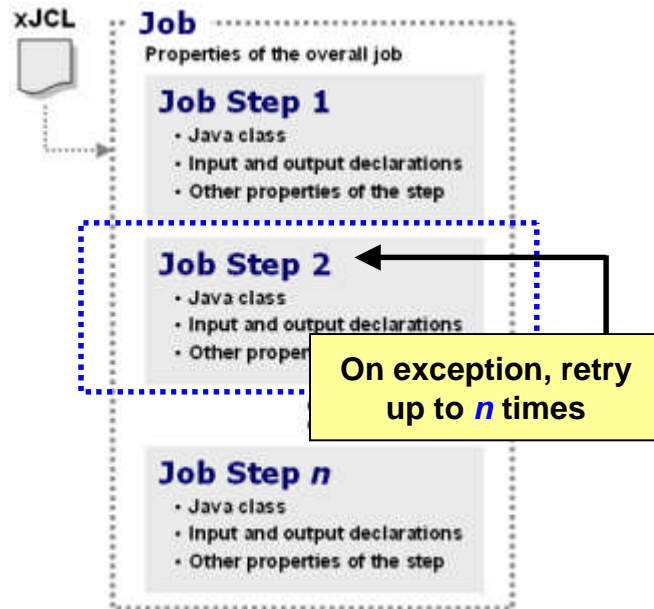 xJCL
Job
Properties of the overall job
Job Step 1
• Java class
• Input and output declarations
• Other properties of the step
Job Step 2
• Java class
• Input and output declarations
• Other
On exception, retry
up to n times
Job Step n
• Java class
• Input and output declarations
• Other properties of the step